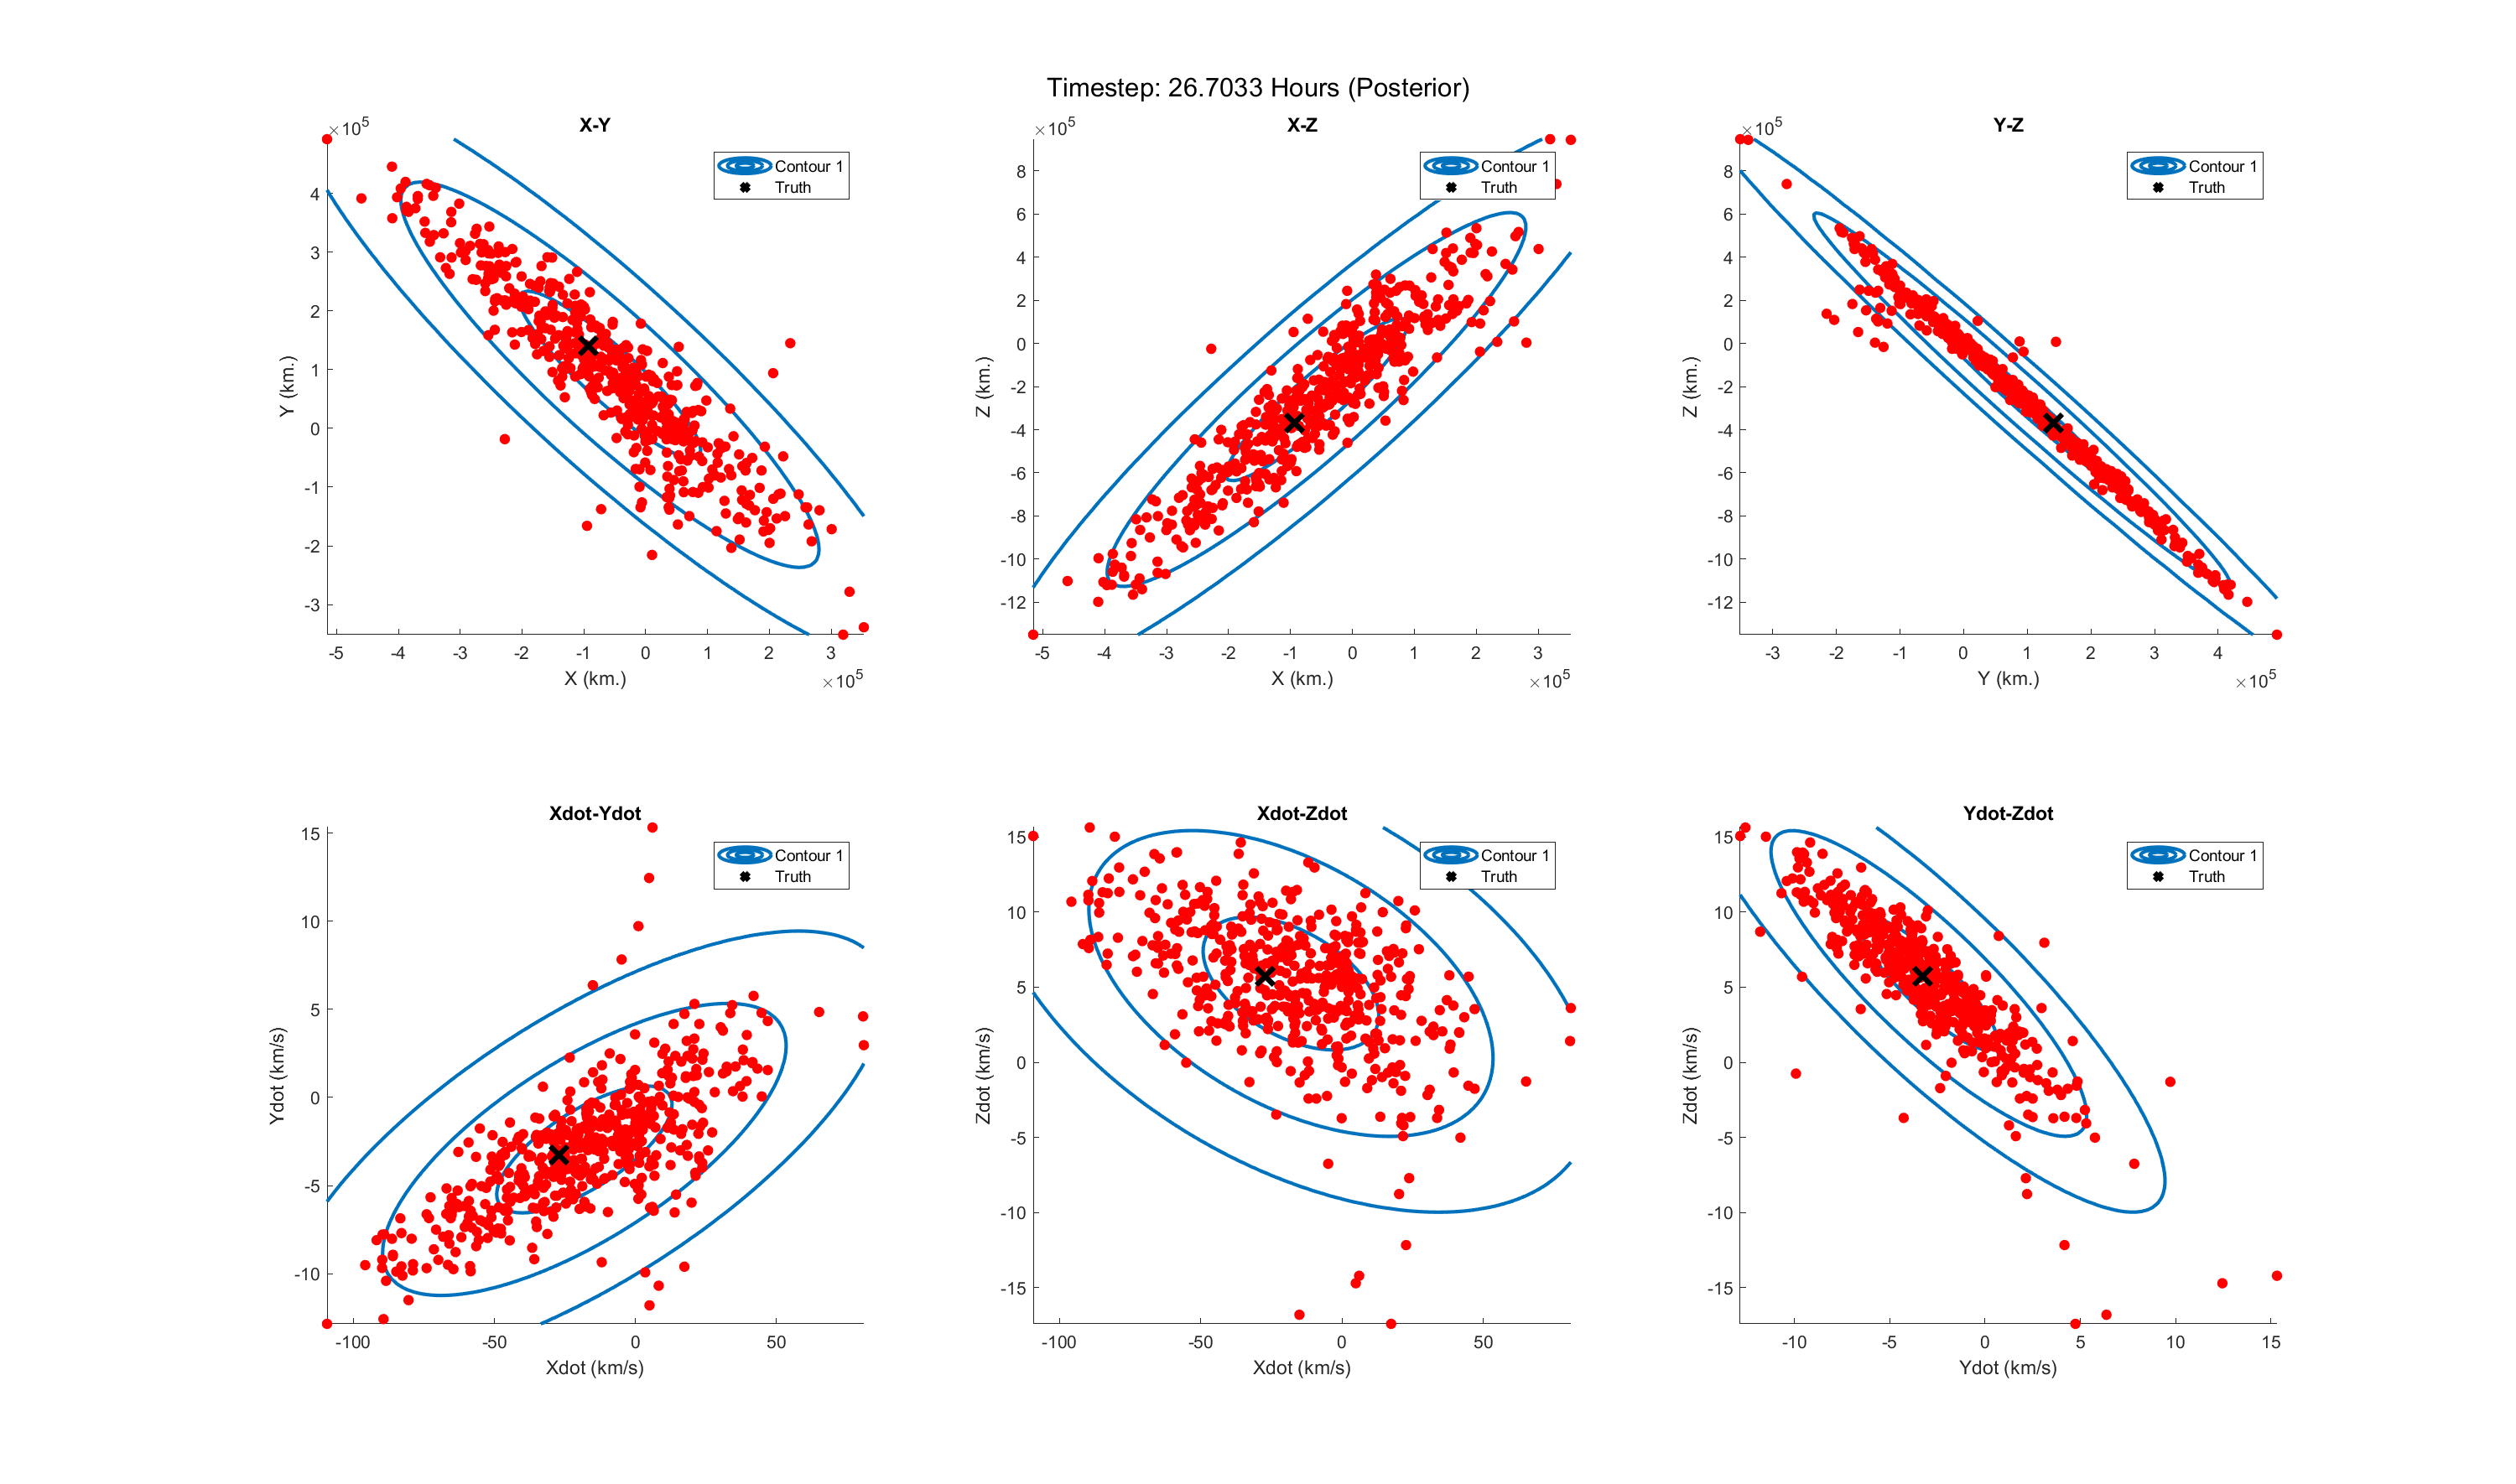 Timestep: 26.7033 Hours (Posterior)
X-Y
×10^5
Contour 1
Truth
4
3
2
1
0
-1
-2
-3
Y (km.)
-5 -4 -3 -2 -1 0 1 2 3
X (km.)
×10^5
X-Z
×10^5
Contour 1
Truth
8
6
4
2
0
-2
-4
-6
-8
-10
-12
Z (km.)
-5 -4 -3 -2 -1 0 1 2 3
X (km.)
×10^5
Y-Z
×10^5
Contour 1
Truth
8
6
4
2
0
-2
-4
-6
-8
-10
-12
Z (km.)
-3 -2 -1 0 1 2 3 4
Y (km.)
×10^5
Xdot-Ydot
Contour 1
Truth
15
10
5
0
-5
-10
Ydot (km/s)
-100 -50 0 50
Xdot (km/s)
Xdot-Zdot
Contour 1
Truth
15
10
5
0
-5
-10
-15
Zdot (km/s)
-100 -50 0 50
Xdot (km/s)
Ydot-Zdot
Contour 1
Truth
15
10
5
0
-5
-10
-15
Zdot (km/s)
-10 -5 0 5 10 15
Ydot (km/s)